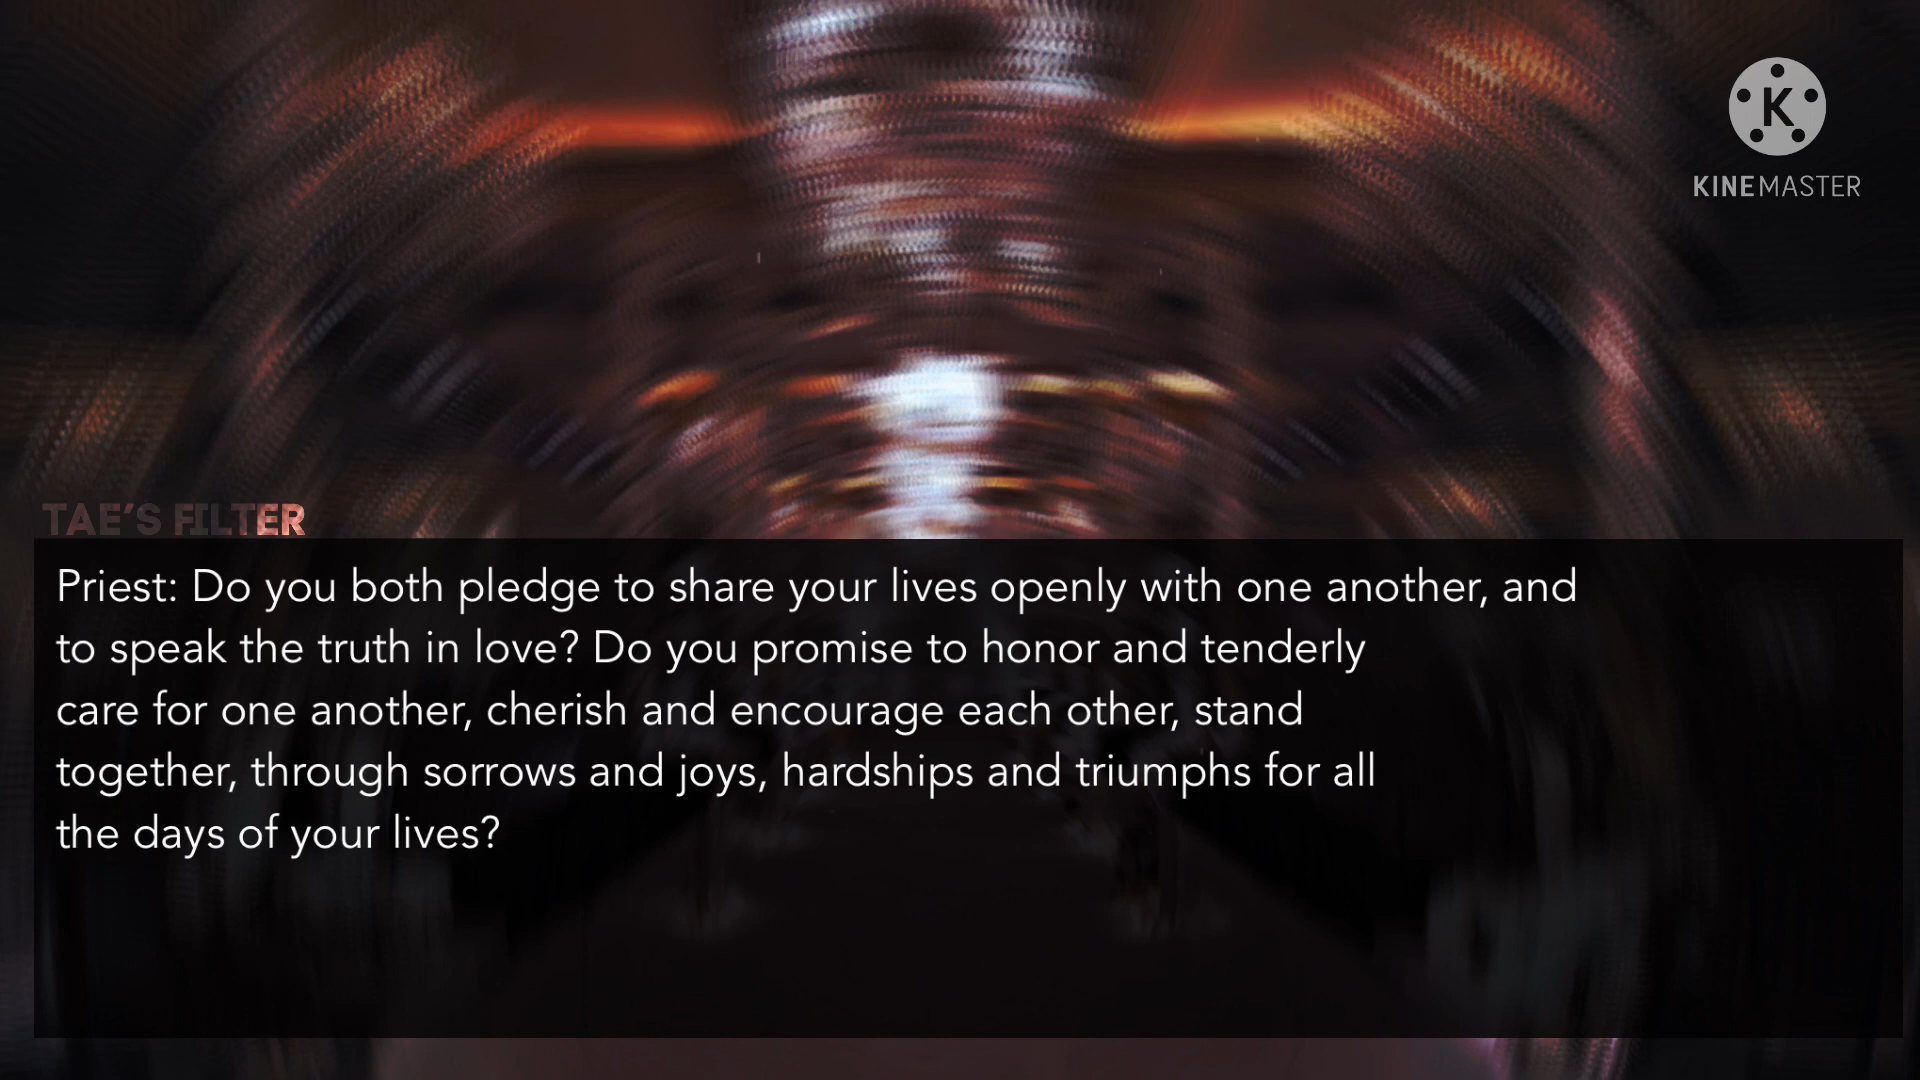 K
KINEMASTER
TAE'S FILTER
Priest: Do you both pledge to share your lives openly with one another, and
to speak the truth in love? Do you promise to honor and tenderly
care for one another, cherish and encourage each other, stand
together, through sorrows and joys, hardships and triumphs for all
the days of your lives?